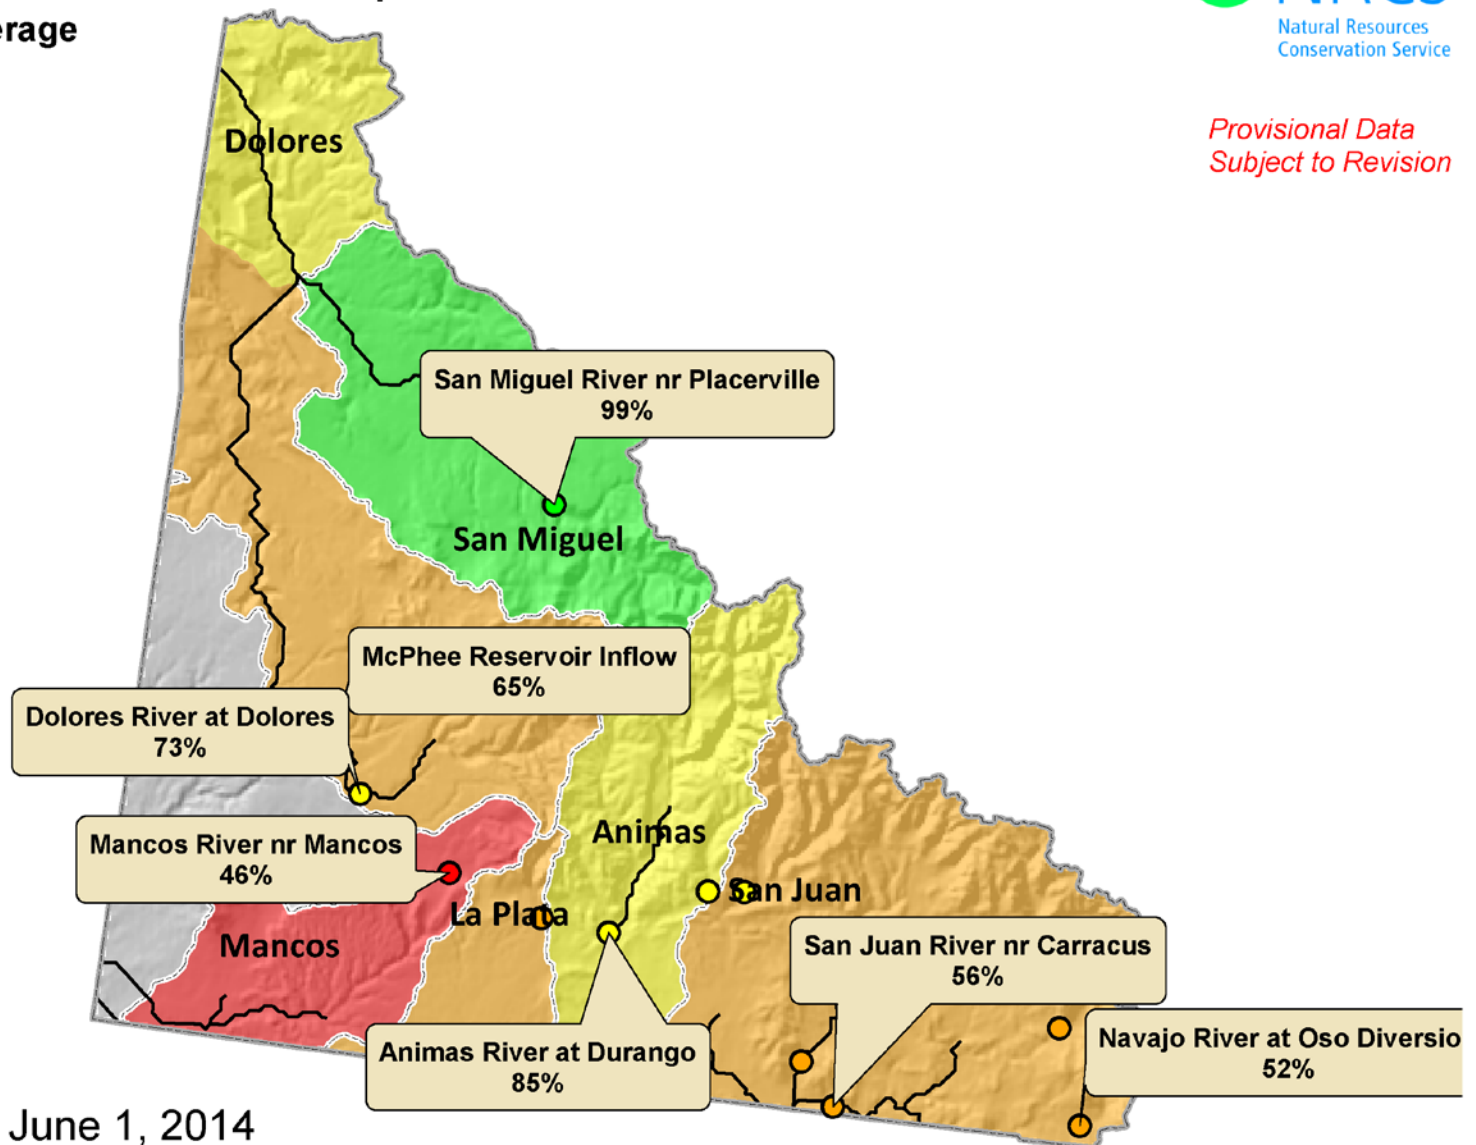 erage
Natural Resources
Conservation Service
Provisional Data
Subject to Revision
Dolores
San Miguel River nr Placerville
99%
San Miguel
McPhee Reservoir Inflow
65%
Dolores River at Dolores
73%
Animas
Mancos River nr Mancos
46%
San Juan
La Plata
Mancos
San Juan River nr Carracus
56%
Animas River at Durango
85%
Navajo River at Oso Diversio
52%
June 1, 2014